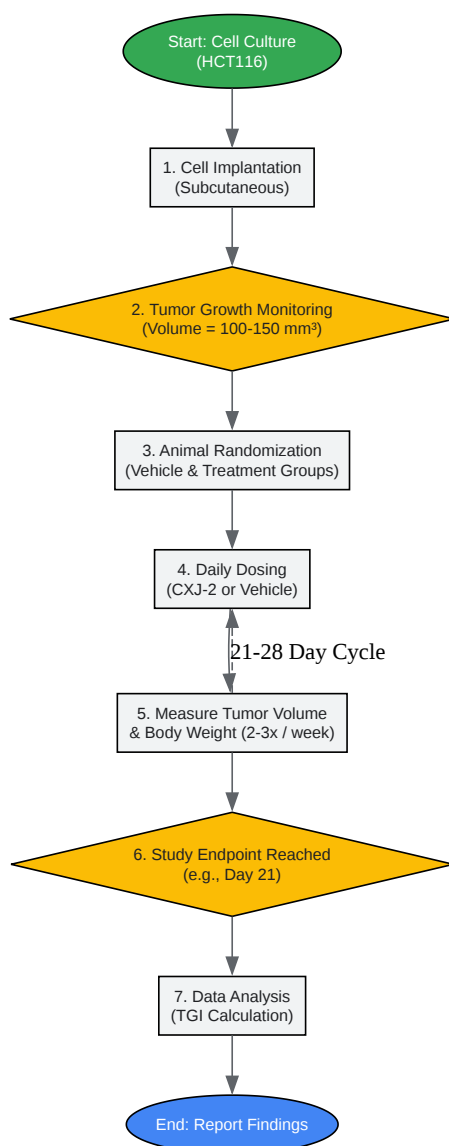 Start: Cell Culture
(HCT116)
1. Cell Implantation
(Subcutaneous)
2. Tumor Growth Monitoring
(Volume = 100-150 mm³)
3. Animal Randomization
(Vehicle & Treatment Groups)
4. Daily Dosing
(CXJ-2 or Vehicle)
21-28 Day Cycle
5. Measure Tumor Volume
& Body Weight (2-3x / week)
6. Study Endpoint Reached
(e.g., Day 21)
7. Data Analysis
(TGI Calculation)
End: Report Findings